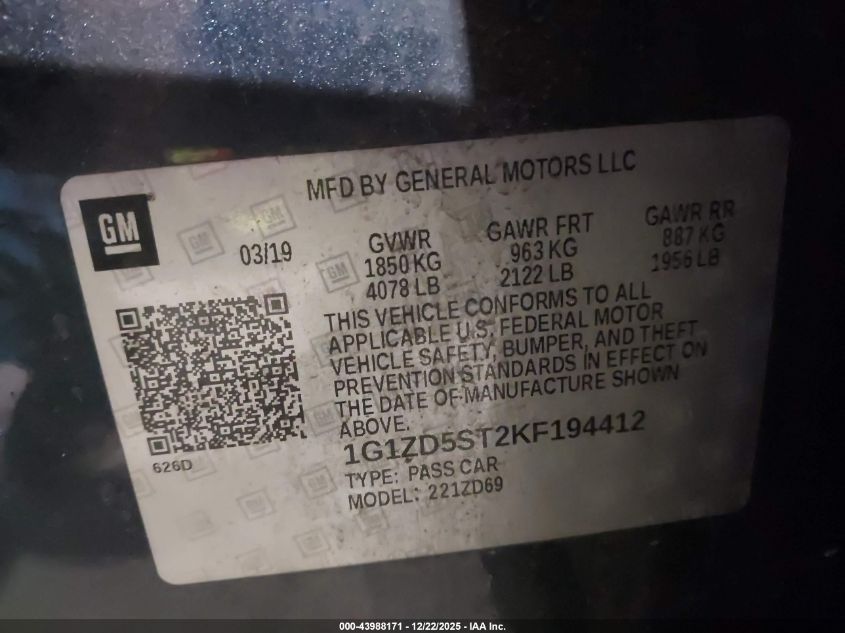 MFD BY GENERAL MOTORS LLC
GM
03/19
GVWR
1850 KG
4078 LB
GAWR FRT
963 KG
2122 LB
GAWR RR
887 KG
1956 LB
THIS VEHICLE CONFORMS TO ALL
APPLICABLE U.S. FEDERAL MOTOR
VEHICLE SAFETY, BUMPER, AND THEFT
PREVENTION STANDARDS IN EFFECT ON
THE DATE OF MANUFACTURE SHOWN
ABOVE.
1G1ZD5ST2KF194412
TYPE: PASS CAR
MODEL: 221ZD69
626D
000-43988171 - 12/22/2025 - IAA Inc.